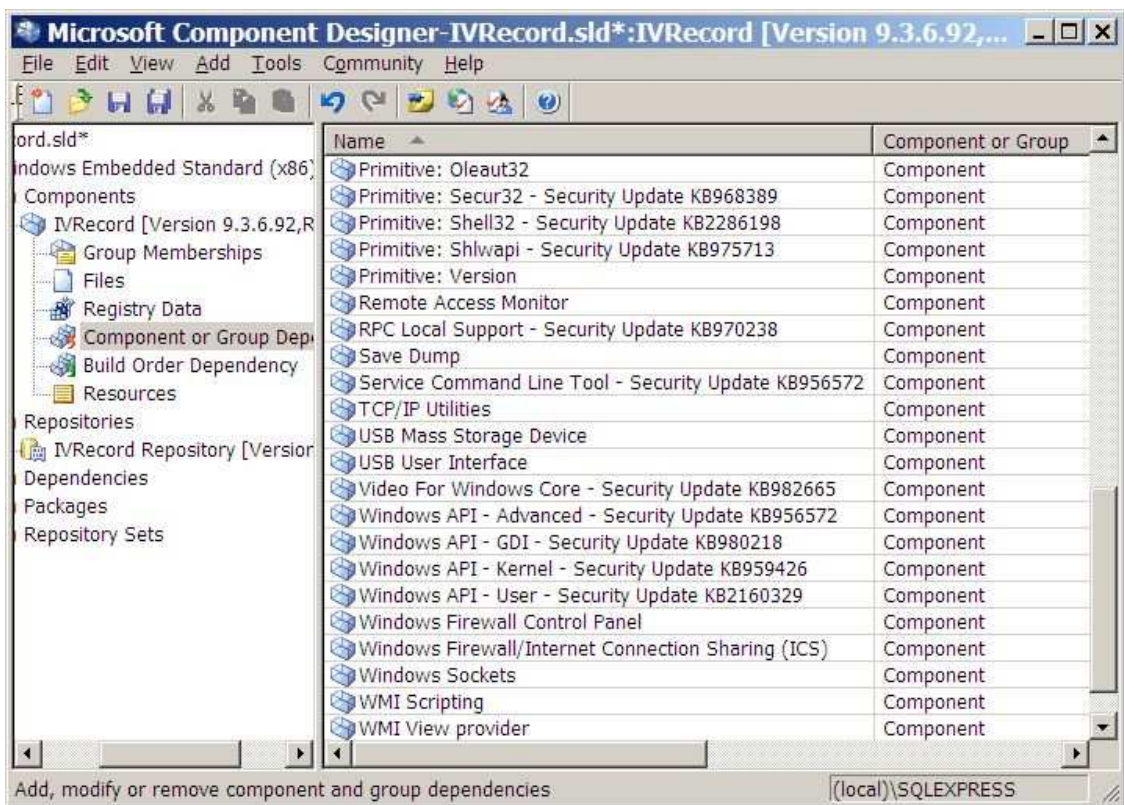 Microsoft Component Designer-IVRecord.sld*:IVRecord [Version 9.3.6.92,...
File Edit View Add Tools Community Help
ord.sld*
indows Embedded Standard (x86)
Components
IVRecord [Version 9.3.6.92,R
Group Memberships
Files
Registry Data
Component or Group Dep
Build Order Dependency
Resources
Repositories
IVRecord Repository [Version
Dependencies
Packages
Repository Sets
Name Component or Group
Primitive: Oleaut32 Component
Primitive: Secur32 - Security Update KB968389 Component
Primitive: Shell32 - Security Update KB2286198 Component
Primitive: Shlwapi - Security Update KB975713 Component
Primitive: Version Component
Remote Access Monitor Component
RPC Local Support - Security Update KB970238 Component
Save Dump Component
Service Command Line Tool - Security Update KB956572 Component
TCP/IP Utilities Component
USB Mass Storage Device Component
USB User Interface Component
Video For Windows Core - Security Update KB982665 Component
Windows API - Advanced - Security Update KB956572 Component
Windows API - GDI - Security Update KB980218 Component
Windows API - Kernel - Security Update KB959426 Component
Windows API - User - Security Update KB2160329 Component
Windows Firewall Control Panel Component
Windows Firewall/Internet Connection Sharing (ICS) Component
Windows Sockets Component
WMI Scripting Component
WMI View provider Component
Add, modify or remove component and group dependencies (local)\SQLEXPRESS